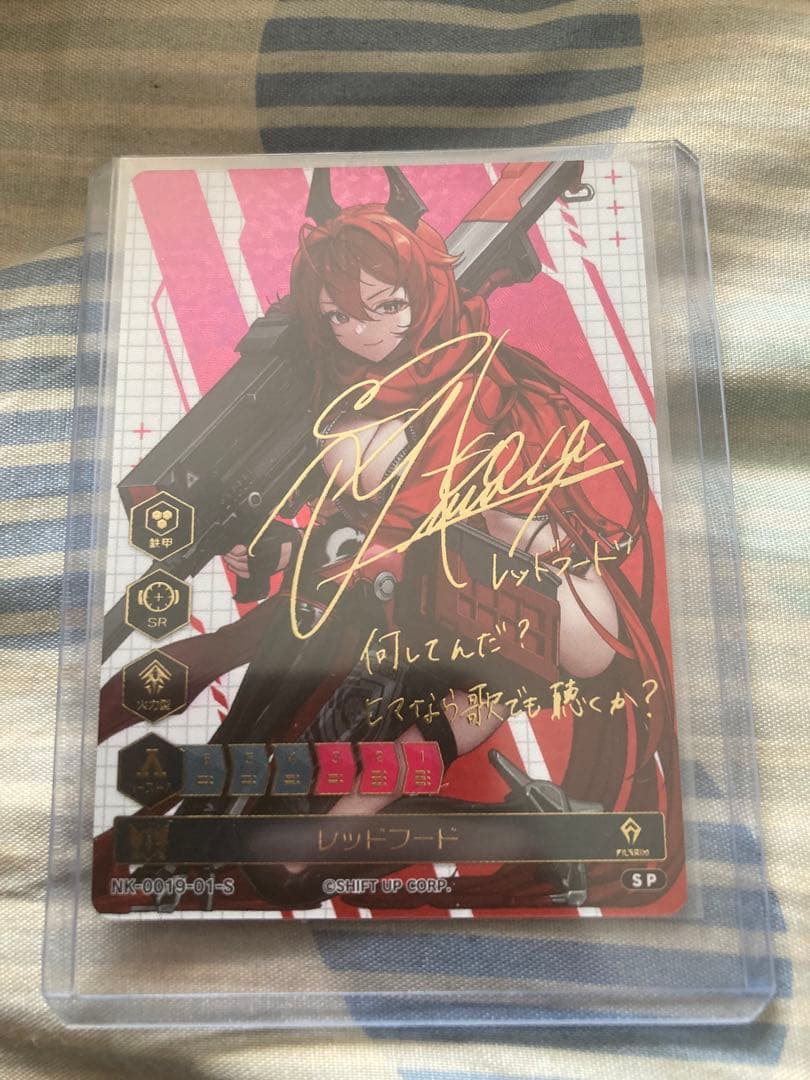 鉄甲
SR
火力型
レッドフード
何してんだ?
ヒマなら歌でも聴くか?
レッドフード
NK-0019-01-S
©SHIFT UP CORP.
SP